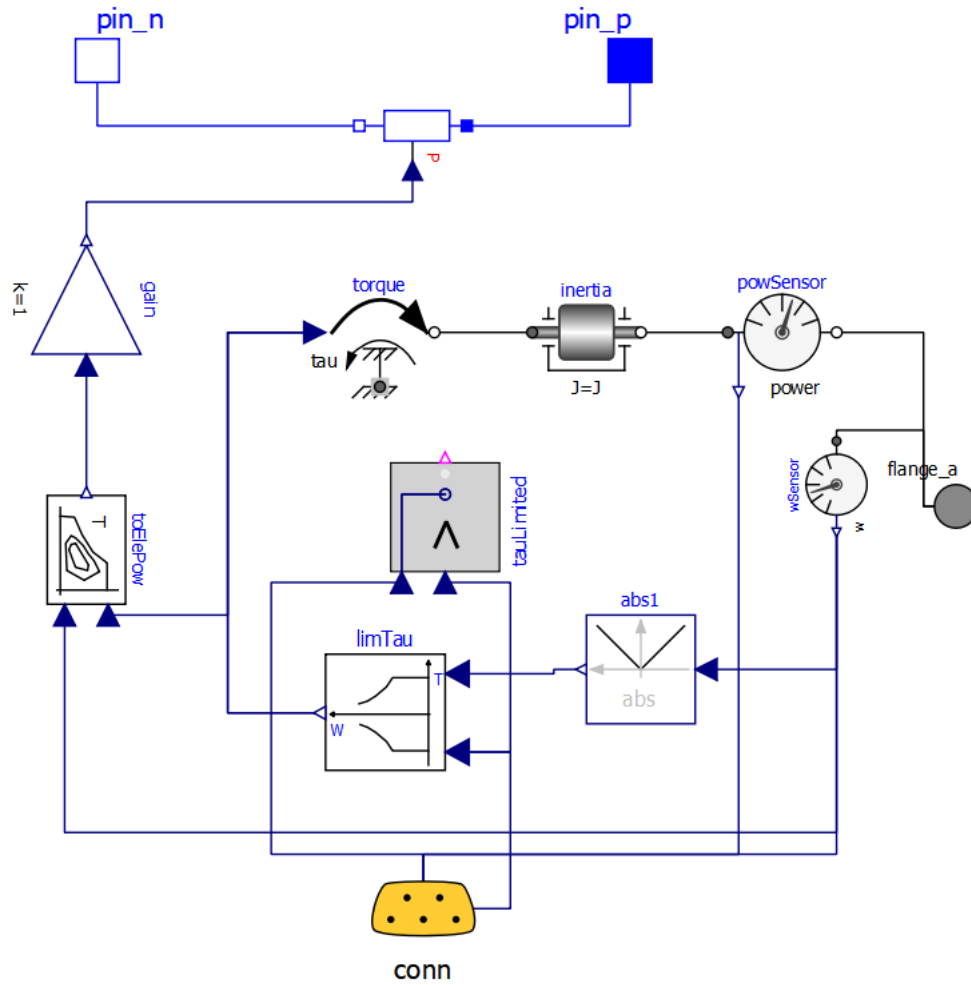 pin_n
pin_p
P
gain
k=1
torque
tau
inertia
J=J
powSensor
power
wSensor
w
flange_a
T
toElePow
tauLimited
limTau
T
W
abs1
abs
conn